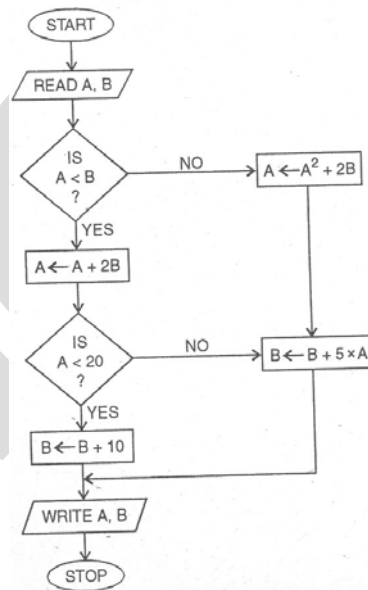 START
READ A, B
IS
A < B
?
NO
A ← A² + 2B
YES
A ← A + 2B
IS
A < 20
?
NO
B ← B + 5 × A
YES
B ← B + 10
WRITE A, B
STOP